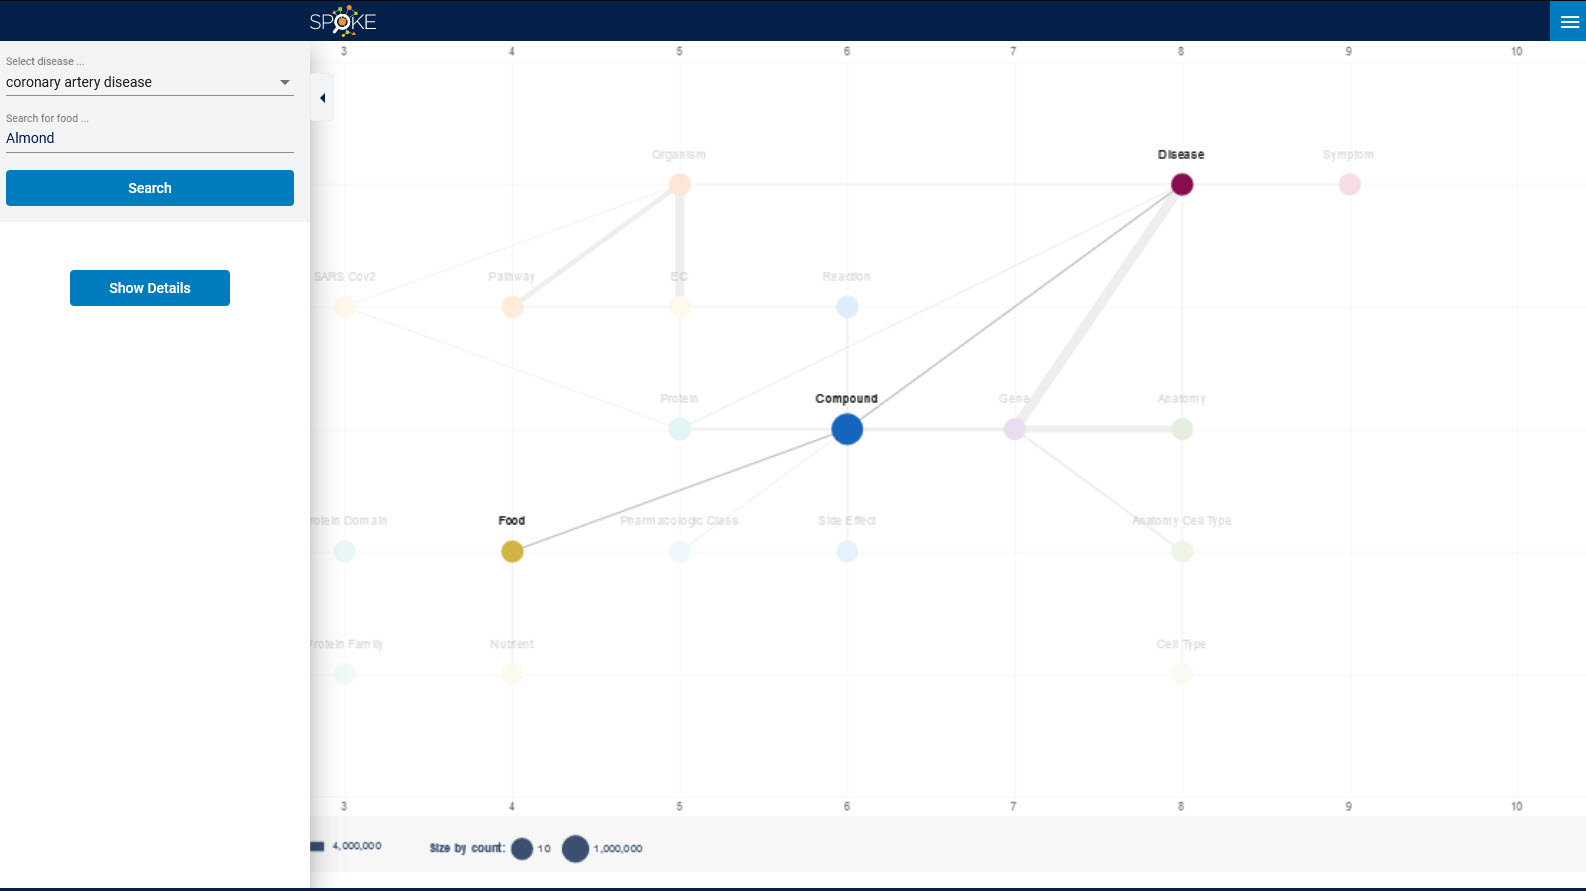 SPOKE
Select disease ...
coronary artery disease
Search for food ...
Almond
Search
Show Details
3 4 5 6 7 8 9 10
Organism Disease Symptom
SARS Cov2 Pathway EC Reaction
Protein Compound Gene Anatomy
rotein Domain Food Pharmacologic Class Side Effect Anatomy Cell Type
Protein Family Nutrient Cell Type
3 4 5 6 7 8 9 10
4,000,000 Size by count: 10 1,000,000